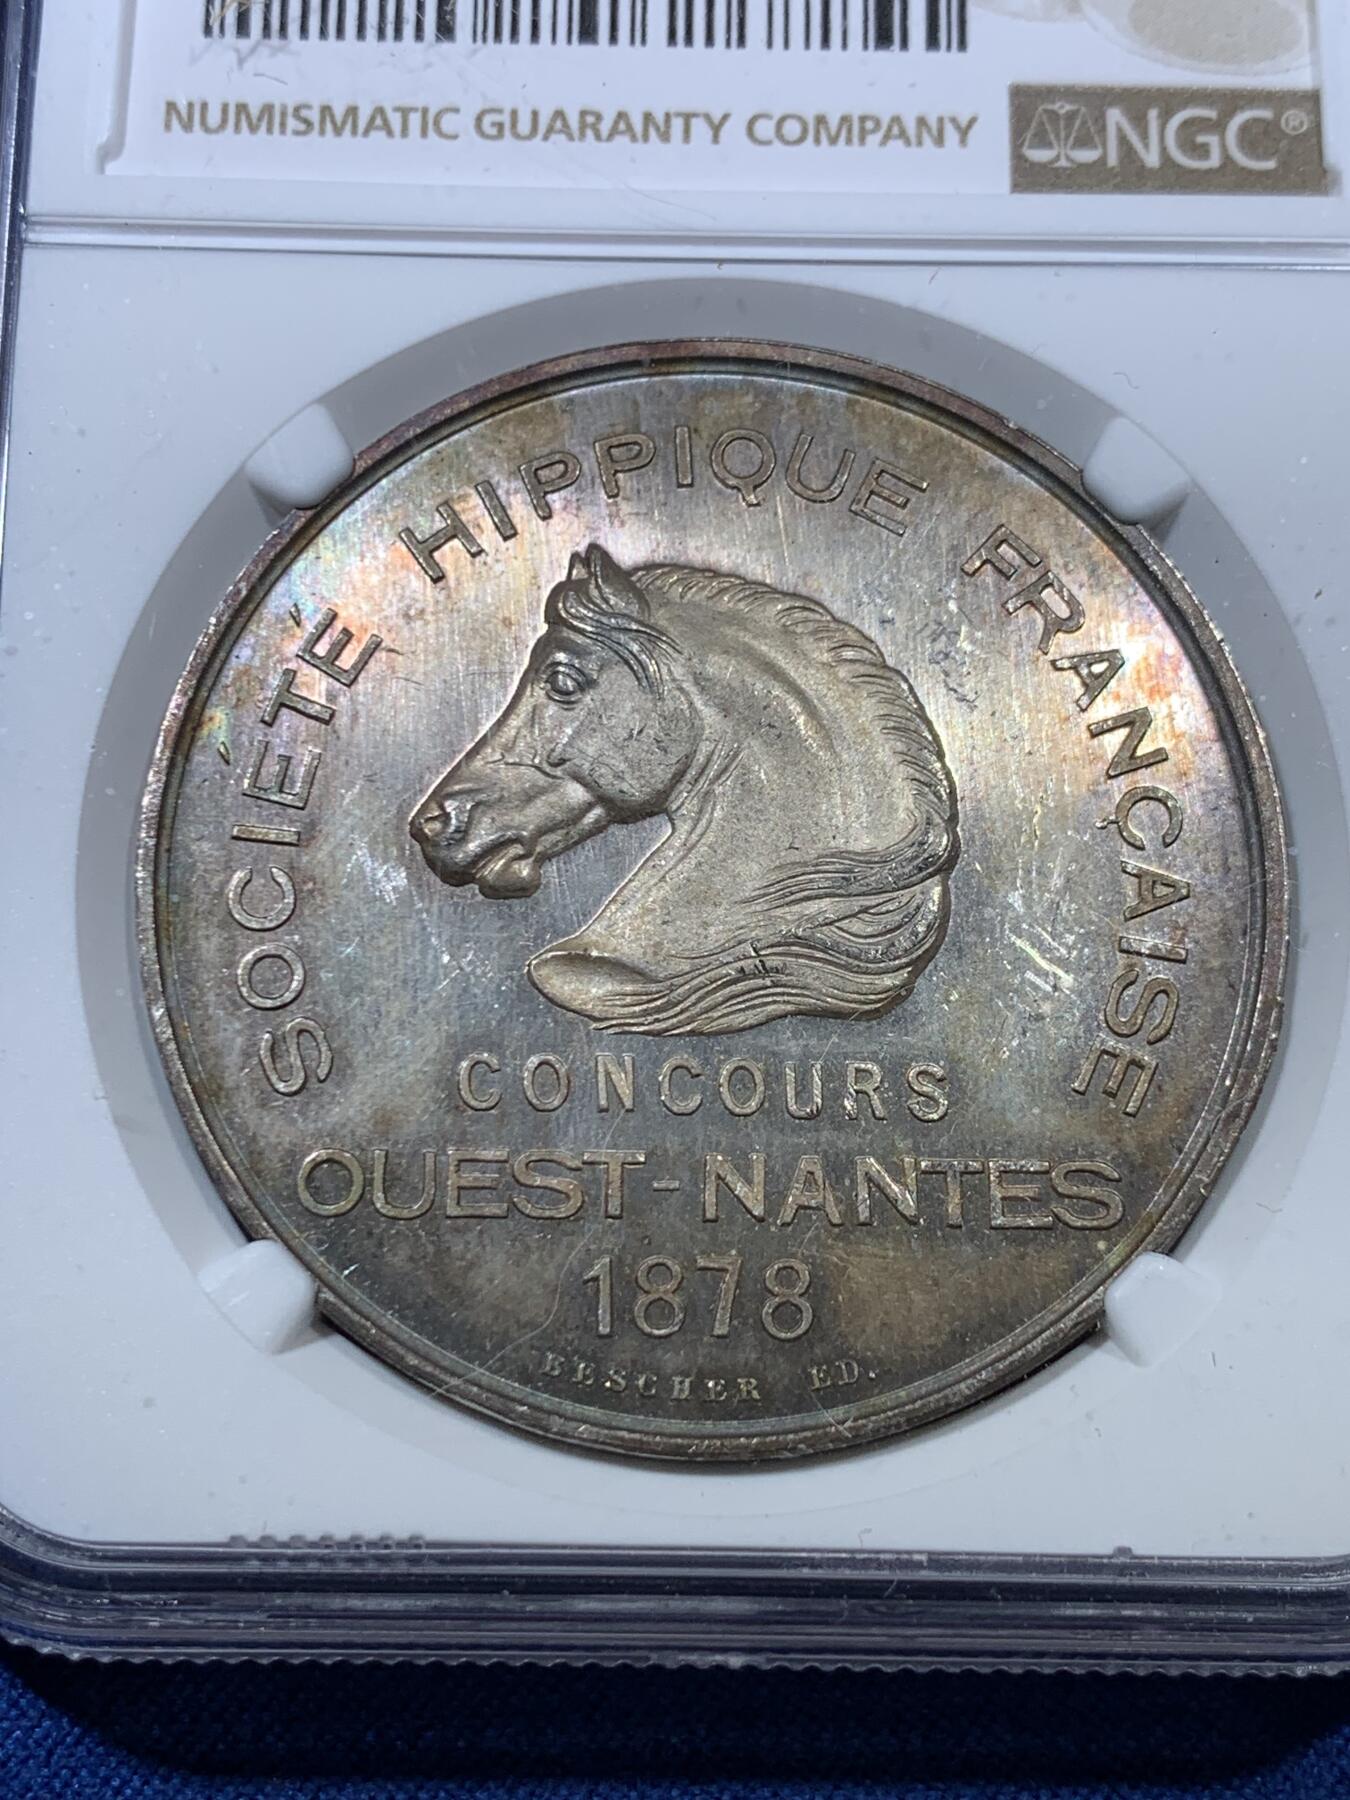 NUMISMATIC GUARANTY COMPANY
NGC®
SOCIÉTÉ HIPPIQUE FRANÇAISE
CONCOURS
OUEST-NANTES
1878
BESCHER ED.